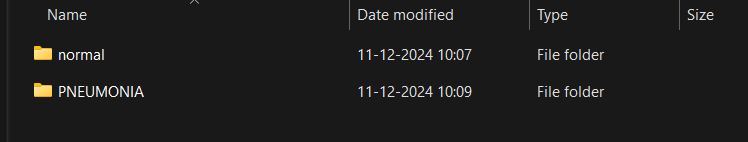 Name Date modified Type Size
normal 11-12-2024 10:07 File folder
PNEUMONIA 11-12-2024 10:09 File folder